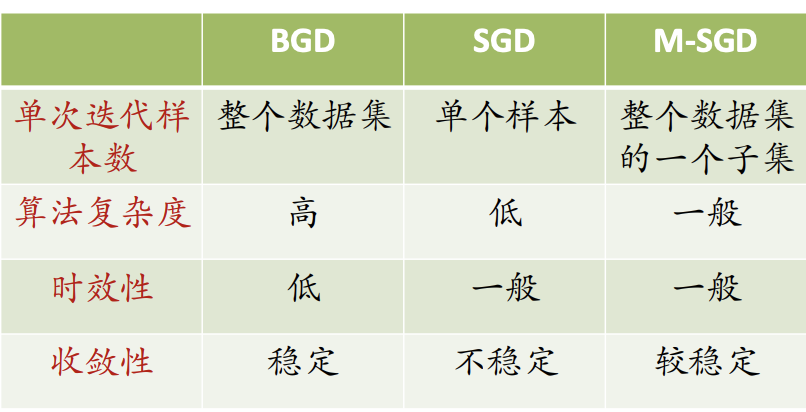 BGD SGD M-SGD
单次迭代样本数 整个数据集 单个样本 整个数据集的一个子集
算法复杂度 高 低 一般
时效性 低 一般 一般
收敛性 稳定 不稳定 较稳定